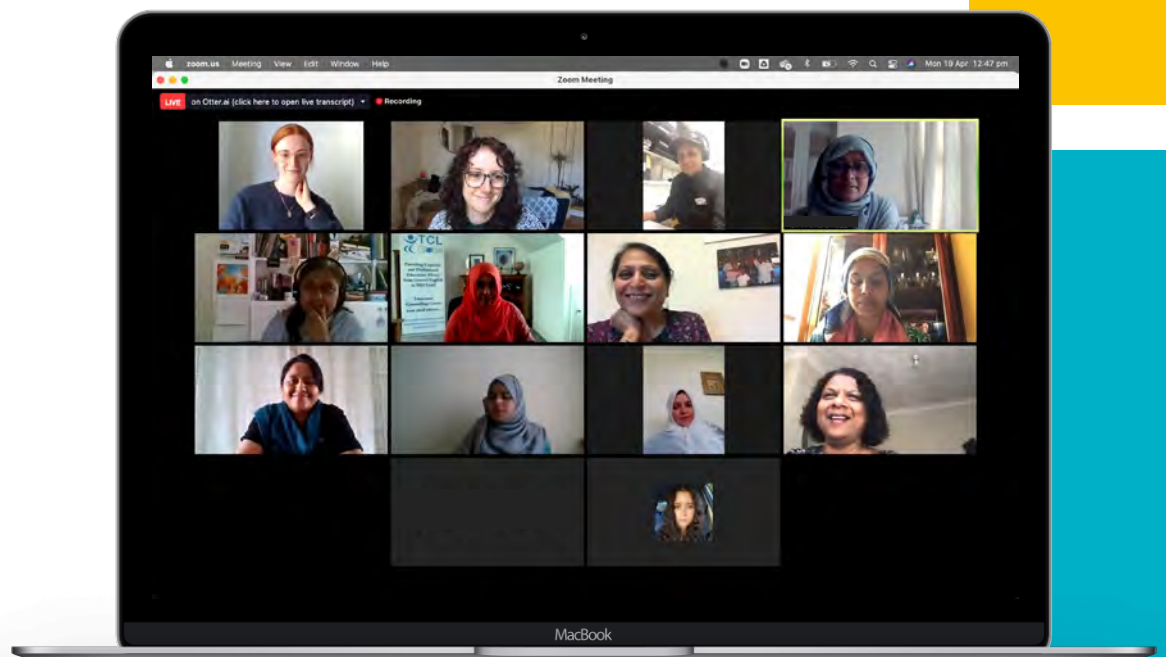 zoom.us Meeting View Edit Window Help
Mon 19 Apr 12:47 pm
Zoom Meeting
LIVE on Otter.ai (click here to open live transcript)
Recording
TCL
MacBook